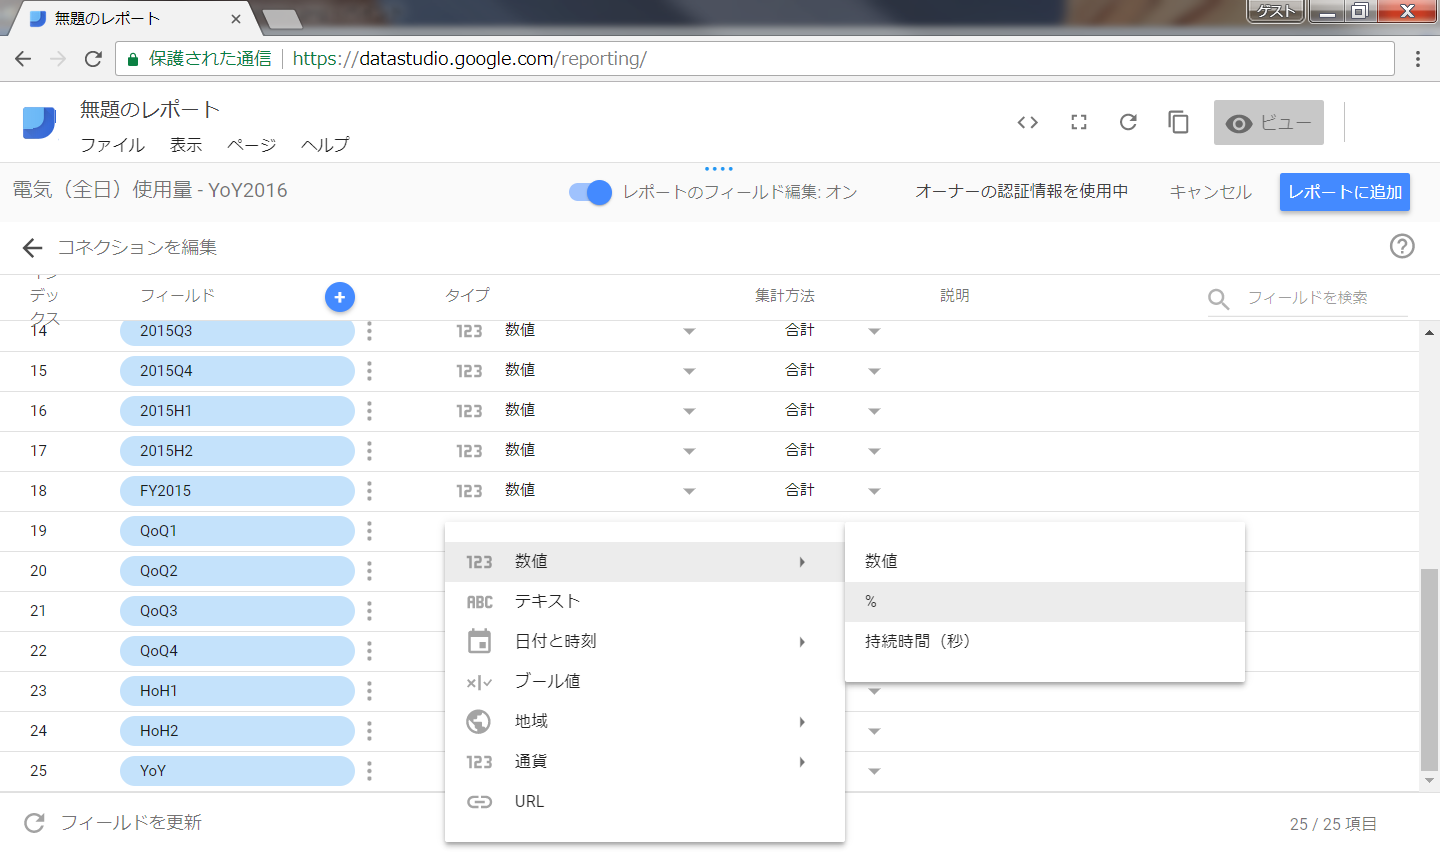 無題のレポート
ゲスト
保護された通信 https://datastudio.google.com/reporting/
無題のレポート
ファイル 表示 ページ ヘルプ
ビュー
電気（全日）使用量 - YoY2016
レポートのフィールド編集: オン
オーナーの認証情報を使用中
キャンセル
レポートに追加
コネクションを編集
インデックス フィールド タイプ 集計方法 説明 フィールドを検索
14 2015Q3 123 数値 合計
15 2015Q4 123 数値 合計
16 2015H1 123 数値 合計
17 2015H2 123 数値 合計
18 FY2015 123 数値 合計
19 QoQ1
20 QoQ2
21 QoQ3
22 QoQ4
23 HoH1
24 HoH2
25 YoY
123 数値
ABC テキスト
日付と時刻
ブール値
地域
123 通貨
URL
数値
%
持続時間（秒）
フィールドを更新
25 / 25 項目